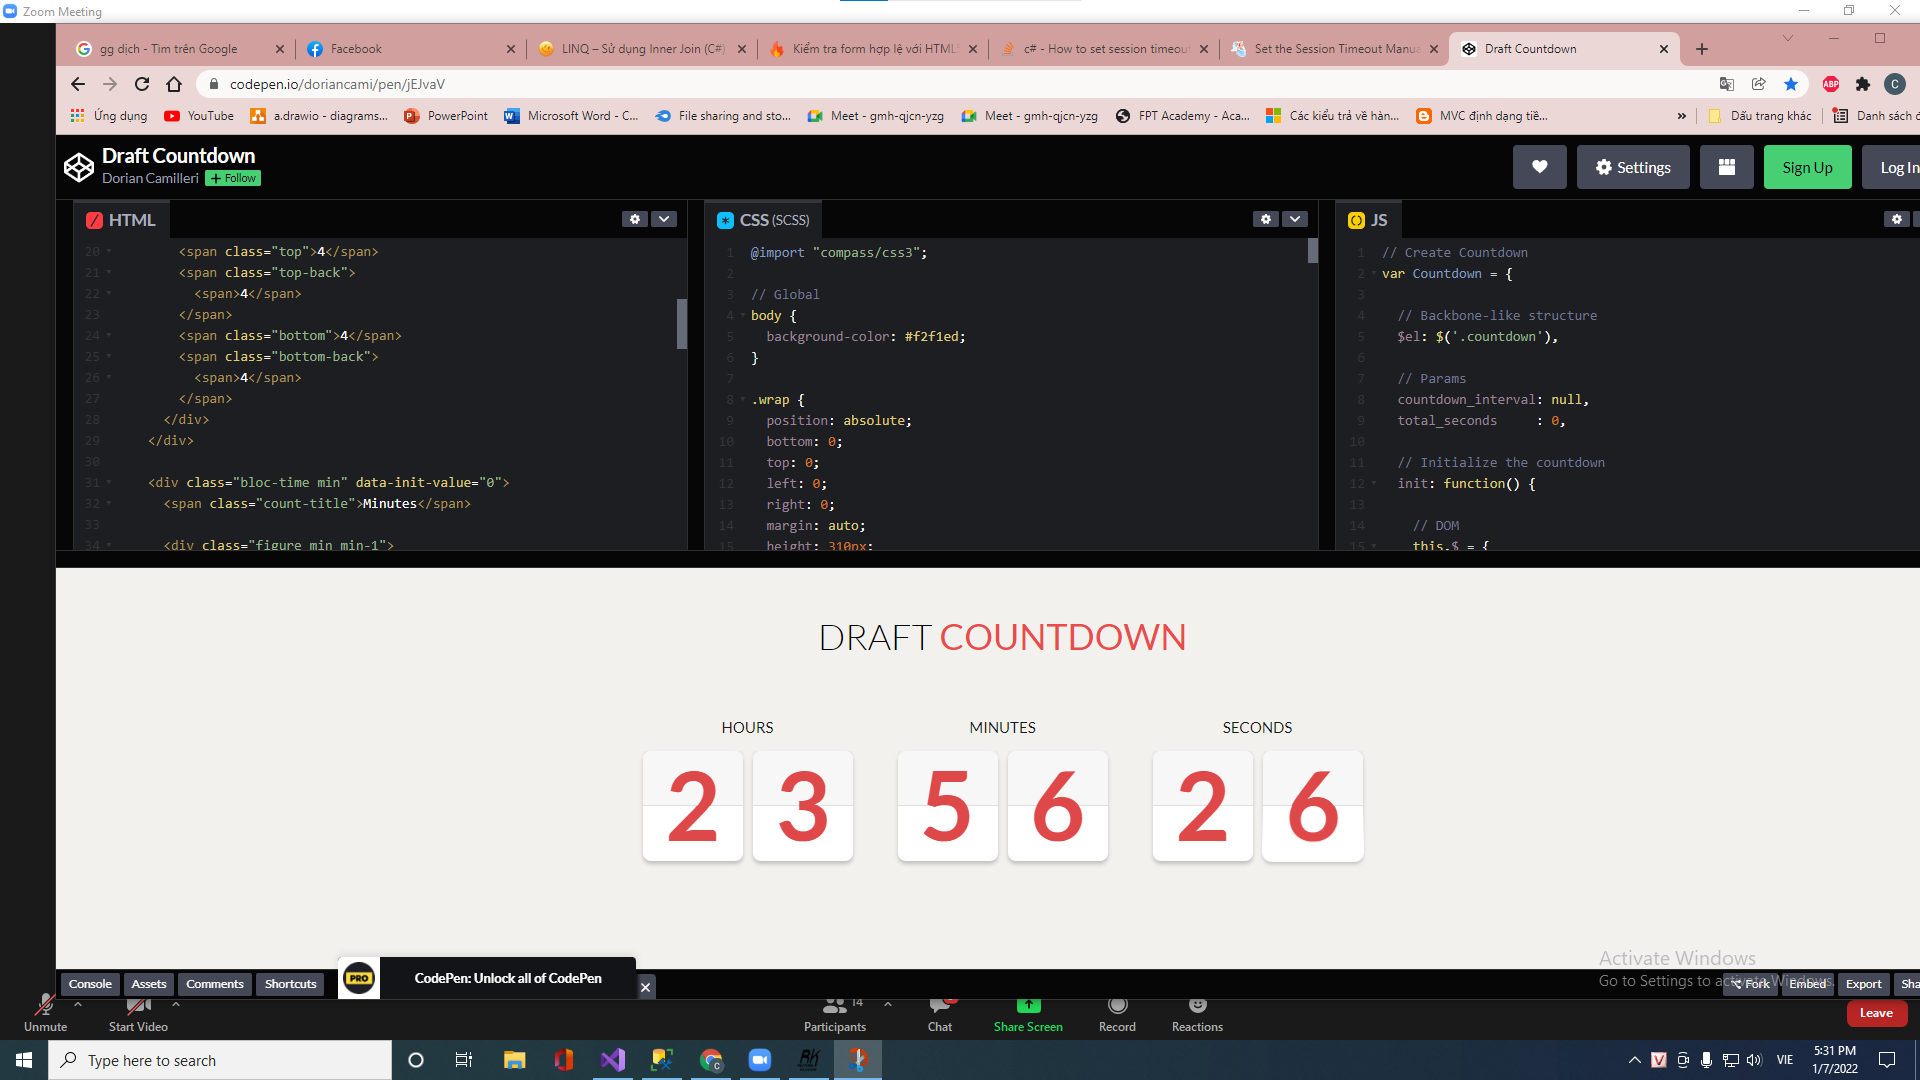 Zoom Meeting
gg dịch - Tìm trên Google
Facebook
LINQ – Sử dụng Inner Join (C#)
Kiểm tra form hợp lệ với HTML5
c# - How to set session timeout
Set the Session Timeout Manua
Draft Countdown
codepen.io/doriancami/pen/jEJvaV
ABP
C
Ứng dụng
YouTube
a.drawio - diagrams...
PowerPoint
Microsoft Word - C...
File sharing and sto...
Meet - gmh-qjcn-yzg
Meet - gmh-qjcn-yzg
FPT Academy - Aca...
Các kiểu trả về hàn...
MVC định dạng tiề...
»
Dấu trang khác
Danh sách đ
Draft Countdown
Dorian Camilleri
+ Follow
Settings
Sign Up
Log In
HTML
20 <span class="top">4</span>
21 <span class="top-back">
22 <span>4</span>
23 </span>
24 <span class="bottom">4</span>
25 <span class="bottom-back">
26 <span>4</span>
27 </span>
28 </div>
29 </div>
30
31 <div class="bloc-time min" data-init-value="0">
32 <span class="count-title">Minutes</span>
33
34 <div class="figure min min-1">
CSS (SCSS)
1 @import "compass/css3";
2
3 // Global
4 body {
5 background-color: #f2f1ed;
6 }
7
8 .wrap {
9 position: absolute;
10 bottom: 0;
11 top: 0;
12 left: 0;
13 right: 0;
14 margin: auto;
15 height: 310px;
JS
1 // Create Countdown
2 var Countdown = {
3
4 // Backbone-like structure
5 $el: $('.countdown'),
6
7 // Params
8 countdown_interval: null,
9 total_seconds : 0,
10
11 // Initialize the countdown
12 init: function() {
13
14 // DOM
15 this.$ = {
DRAFT COUNTDOWN
HOURS
MINUTES
SECONDS
2 3 5 6 2 6
Activate Windows
Go to Settings to activate Windows.
Console
Assets
Comments
Shortcuts
PRO
CodePen: Unlock all of CodePen
Fork
Embed
Export
Sha
Unmute
Start Video
14
Participants
Chat
Share Screen
Record
Reactions
Leave
Type here to search
VIE
5:31 PM
1/7/2022